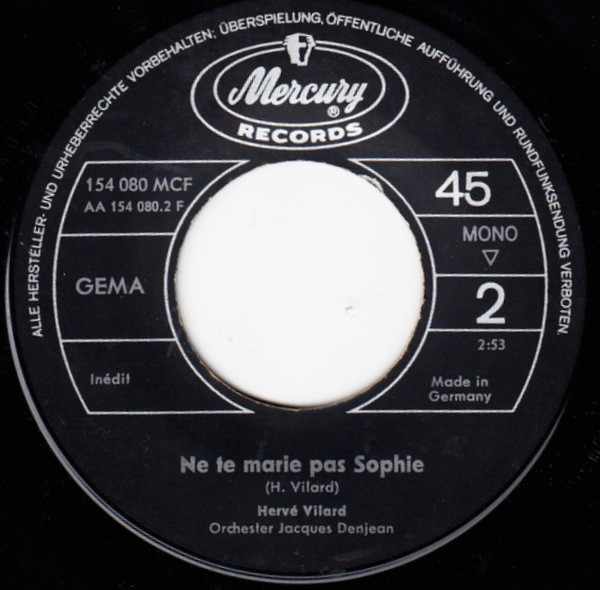 ALLE HERSTELLER- UND URHEBERRECHTE VORBEHALTEN; ÜBERSPIELUNG, ÖFFENTLICHE AUFFÜHRUNG UND RUNDFUNKSENDUNG VERBOTEN.
Mercury ®
RECORDS
154 080 MCF
AA 154 080.2 F
45
MONO
▽
GEMA
2
2:53
Inédit
Made in
Germany
Ne te marie pas Sophie
(H. Vilard)
Hervé Vilard
Orchester Jacques Denjean